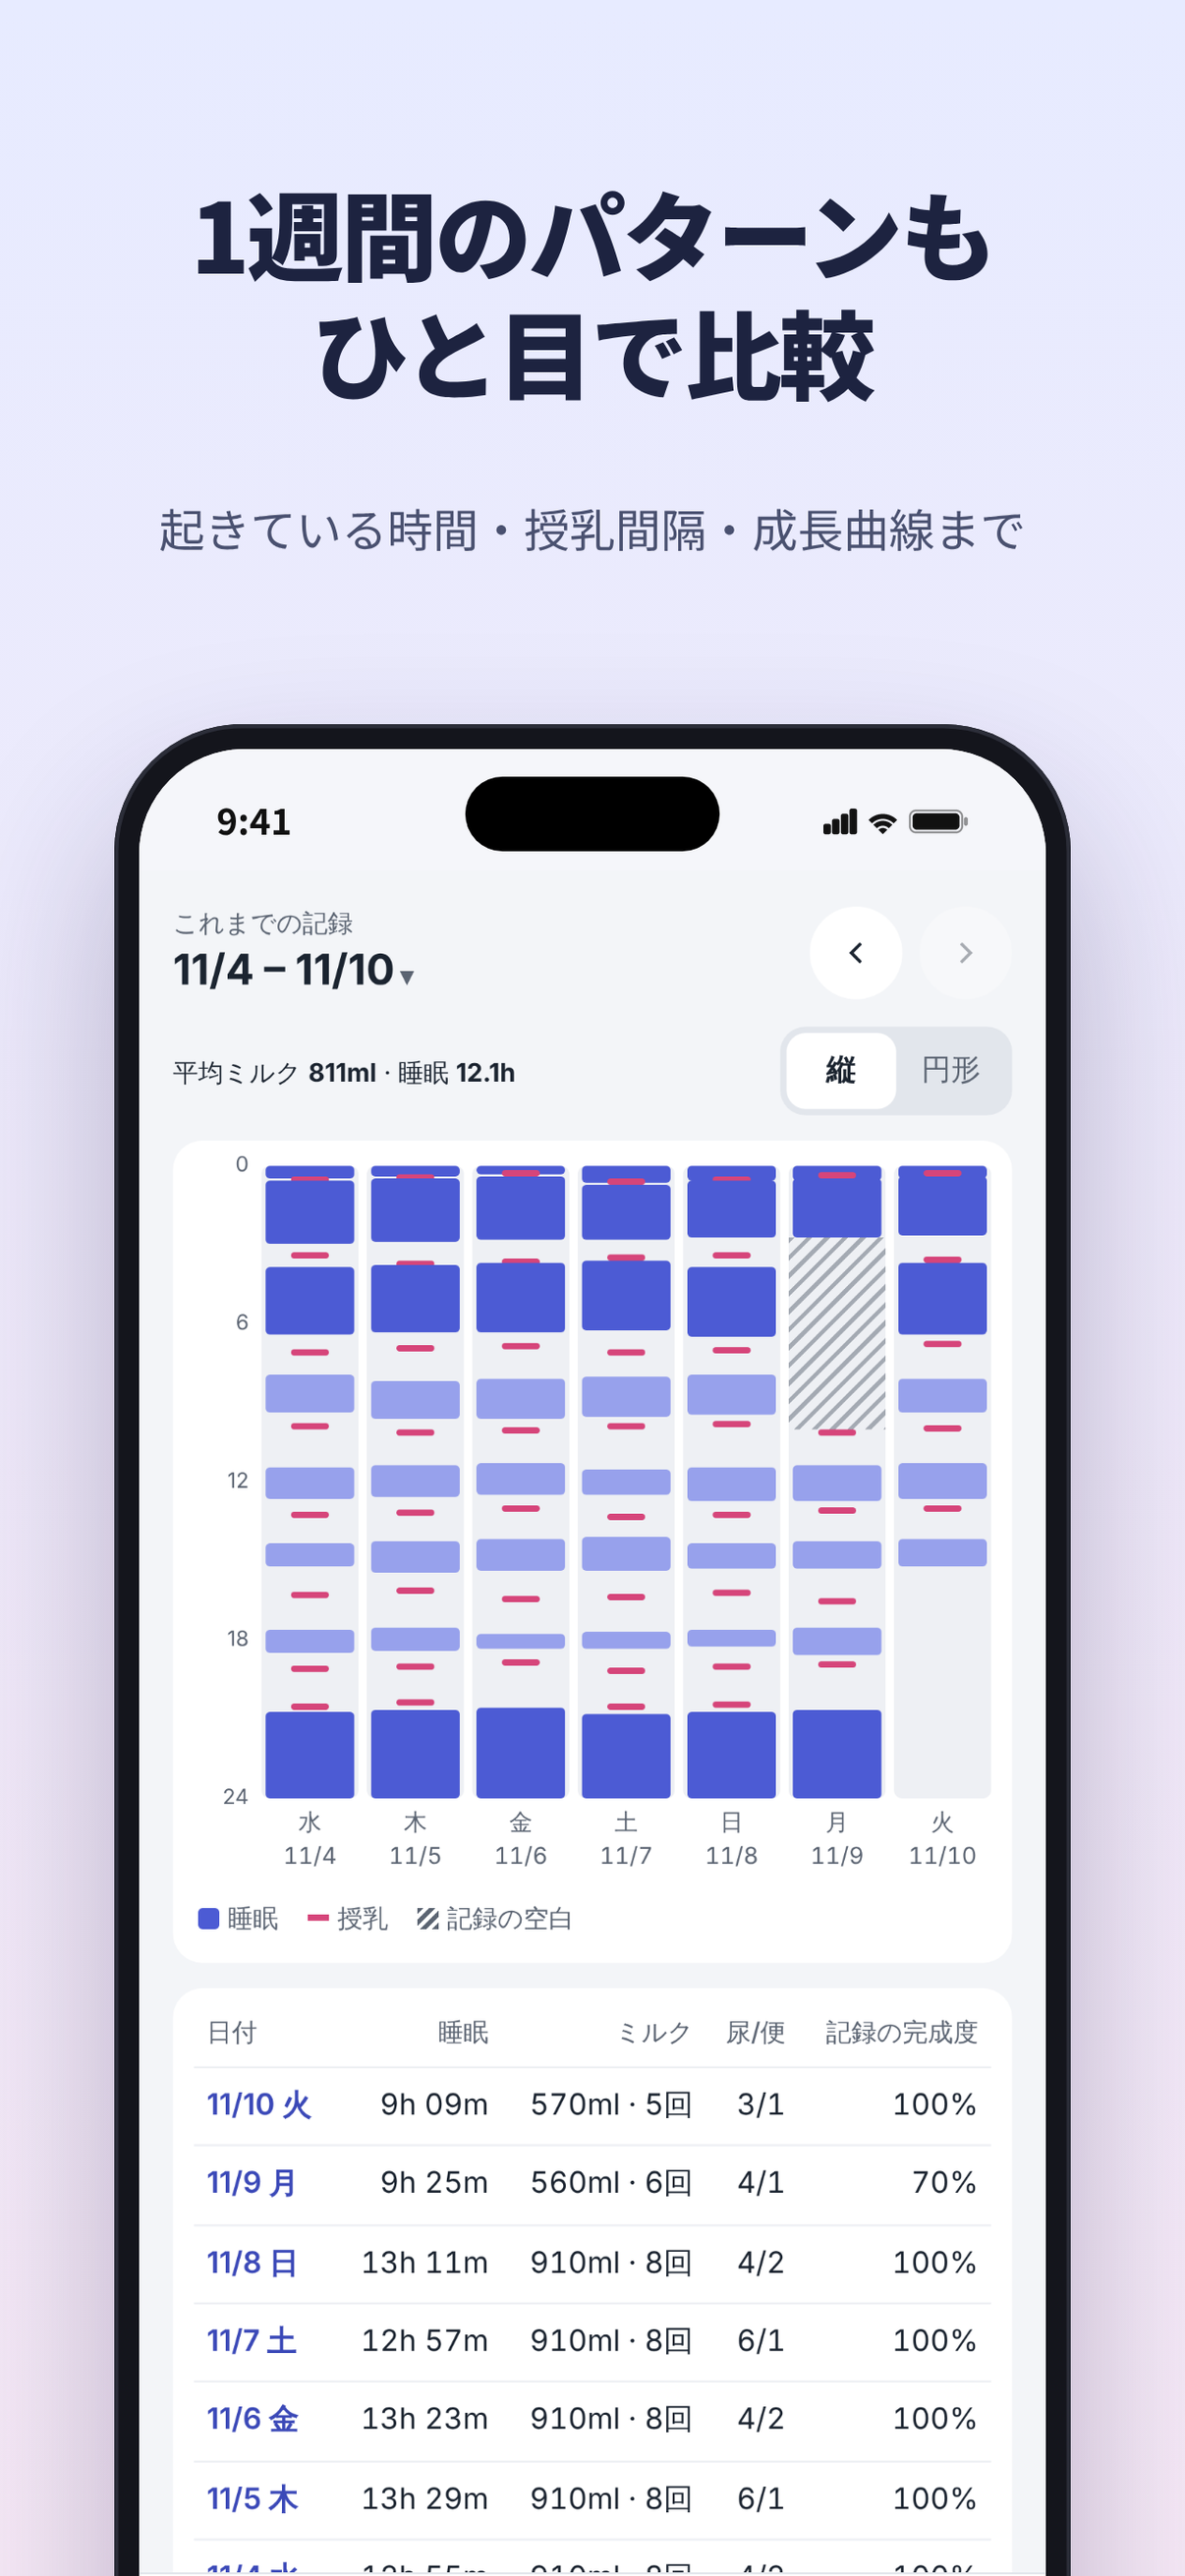 1週間のパターンも
ひと目で比較
起きている時間・授乳間隔・成長曲線まで
9:41
これまでの記録
11/4 – 11/10 ▾
平均ミルク 811ml · 睡眠 12.1h
縦 円形
0
6
12
18
24
水 木 金 土 日 月 火
11/4 11/5 11/6 11/7 11/8 11/9 11/10
睡眠 授乳 記録の空白
日付 睡眠 ミルク 尿/便 記録の完成度
11/10 火 9h 09m 570ml · 5回 3/1 100%
11/9 月 9h 25m 560ml · 6回 4/1 70%
11/8 日 13h 11m 910ml · 8回 4/2 100%
11/7 土 12h 57m 910ml · 8回 6/1 100%
11/6 金 13h 23m 910ml · 8回 4/2 100%
11/5 木 13h 29m 910ml · 8回 6/1 100%